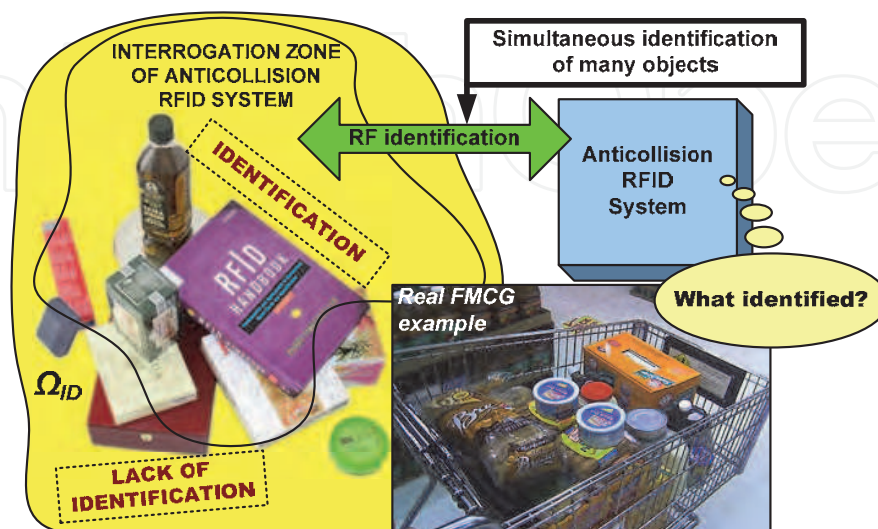 INTERROGATION ZONE
OF ANTICOLLISION
RFID SYSTEM
Simultaneous identification
of many objects
RF identification
Anticollision
RFID
System
IDENTIFICATION
RFID
HANDBOOK
Real FMCG
example
What identified?
Ω_ID
LACK OF
IDENTIFICATION